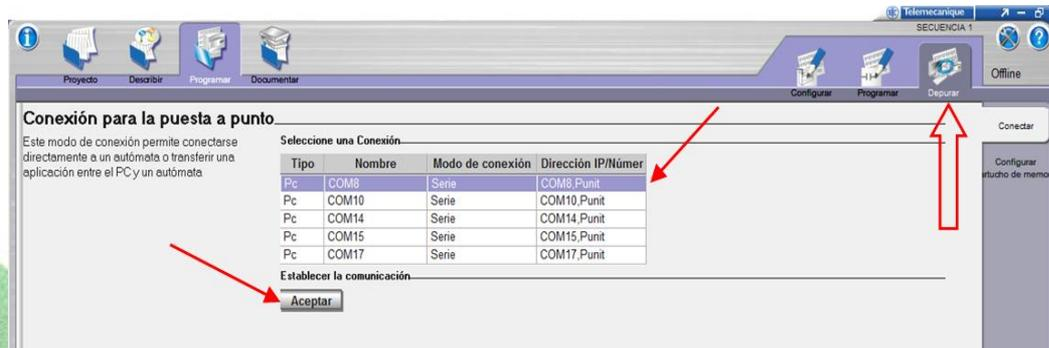 Telemecanique
SECUENCIA 1
Proyecto
Describir
Programar
Documentar
Configurar
Programar
Depurar
Offline
Conexión para la puesta a punto
Este modo de conexión permite conectarse
directamente a un autómata o transferir una
aplicación entre el PC y un autómata
Seleccione una Conexión
Tipo Nombre Modo de conexión Dirección IP/Númer
Pc COM8 Serie COM8,Punit
Pc COM10 Serie COM10,Punit
Pc COM14 Serie COM14,Punit
Pc COM15 Serie COM15,Punit
Pc COM17 Serie COM17,Punit
Establecer la comunicación
Aceptar
Conectar
Configurar
artucho de memo